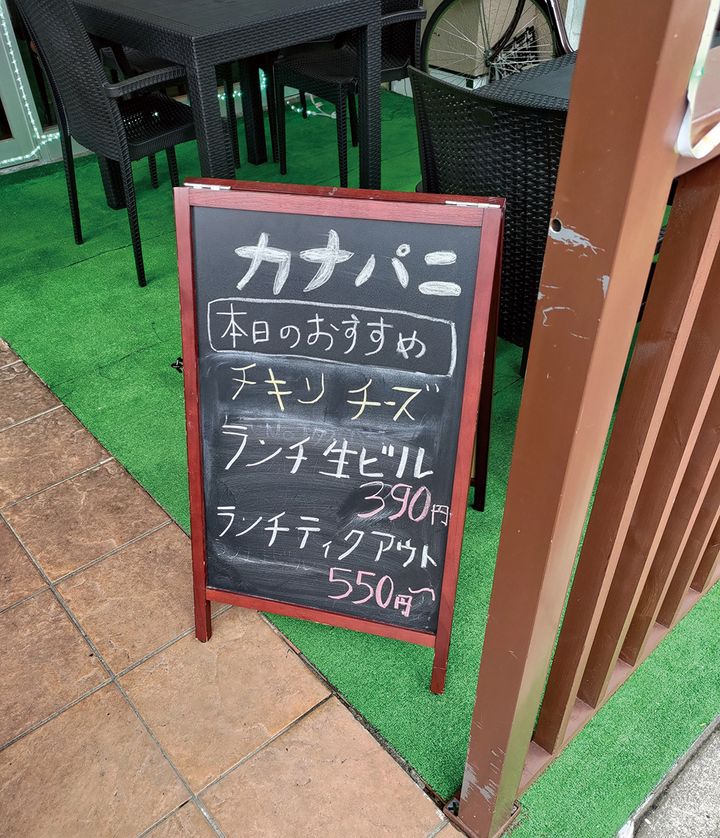 カナパニ
本日のおすすめ
チキソ チーズ
ランチ生ビル
390円
ランチティクアウト
550円〜